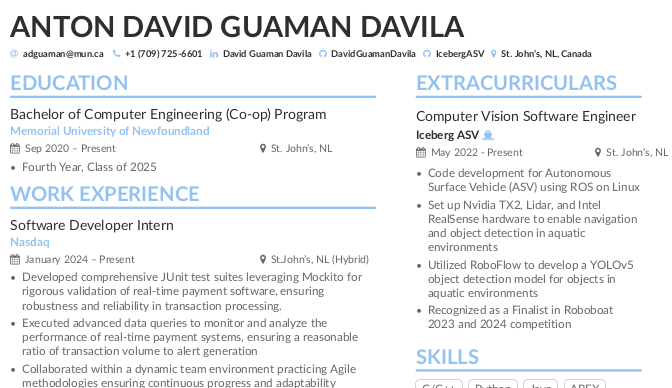 ANTON DAVID GUAMAN DAVILA
adguaman@mun.ca +1 (709) 725-6601 David Guaman Davila DavidGuamanDavila IcebergASV St. John's, NL, Canada
EDUCATION
Bachelor of Computer Engineering (Co-op) Program
Memorial University of Newfoundland
Sep 2020 – Present St. John's, NL
• Fourth Year, Class of 2025
WORK EXPERIENCE
Software Developer Intern
Nasdaq
January 2024 – Present St.John's, NL (Hybrid)
• Developed comprehensive JUnit test suites leveraging Mockito for
rigorous validation of real-time payment software, ensuring
robustness and reliability in transaction processing.
• Executed advanced data queries to monitor and analyze the
performance of real-time payment systems, ensuring a reasonable
ratio of transaction volume to alert generation
• Collaborated within a dynamic team environment practicing Agile
methodologies ensuring continuous progress and adaptability
EXTRACURRICULARS
Computer Vision Software Engineer
Iceberg ASV
May 2022 - Present St. John's, NL
• Code development for Autonomous
Surface Vehicle (ASV) using ROS on Linux
• Set up Nvidia TX2, Lidar, and Intel
RealSense hardware to enable navigation
and object detection in aquatic
environments
• Utilized RoboFlow to develop a YOLOv5
object detection model for objects in
aquatic environments
• Recognized as a Finalist in Roboboat
2023 and 2024 competition
SKILLS
C/C++ Python Java APEX